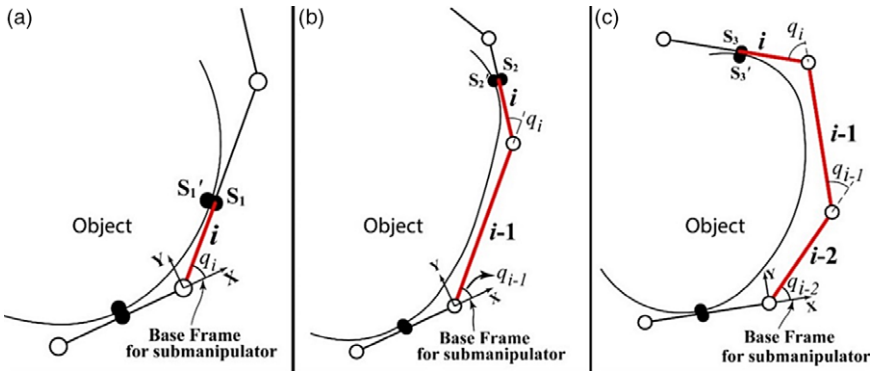 (a)
S₁′
S₁
Object
i
Y
qᵢ
X
Base Frame
for submanipulator
(b)
S₂′
S₂
i
qᵢ
Object
i-1
Y
qᵢ₋₁
X
Base Frame
for submanipulator
(c)
S₃
i
qᵢ
S₃′
i-1
qᵢ₋₁
Object
i-2
Y
qᵢ₋₂
X
Base Frame
for submanipulator